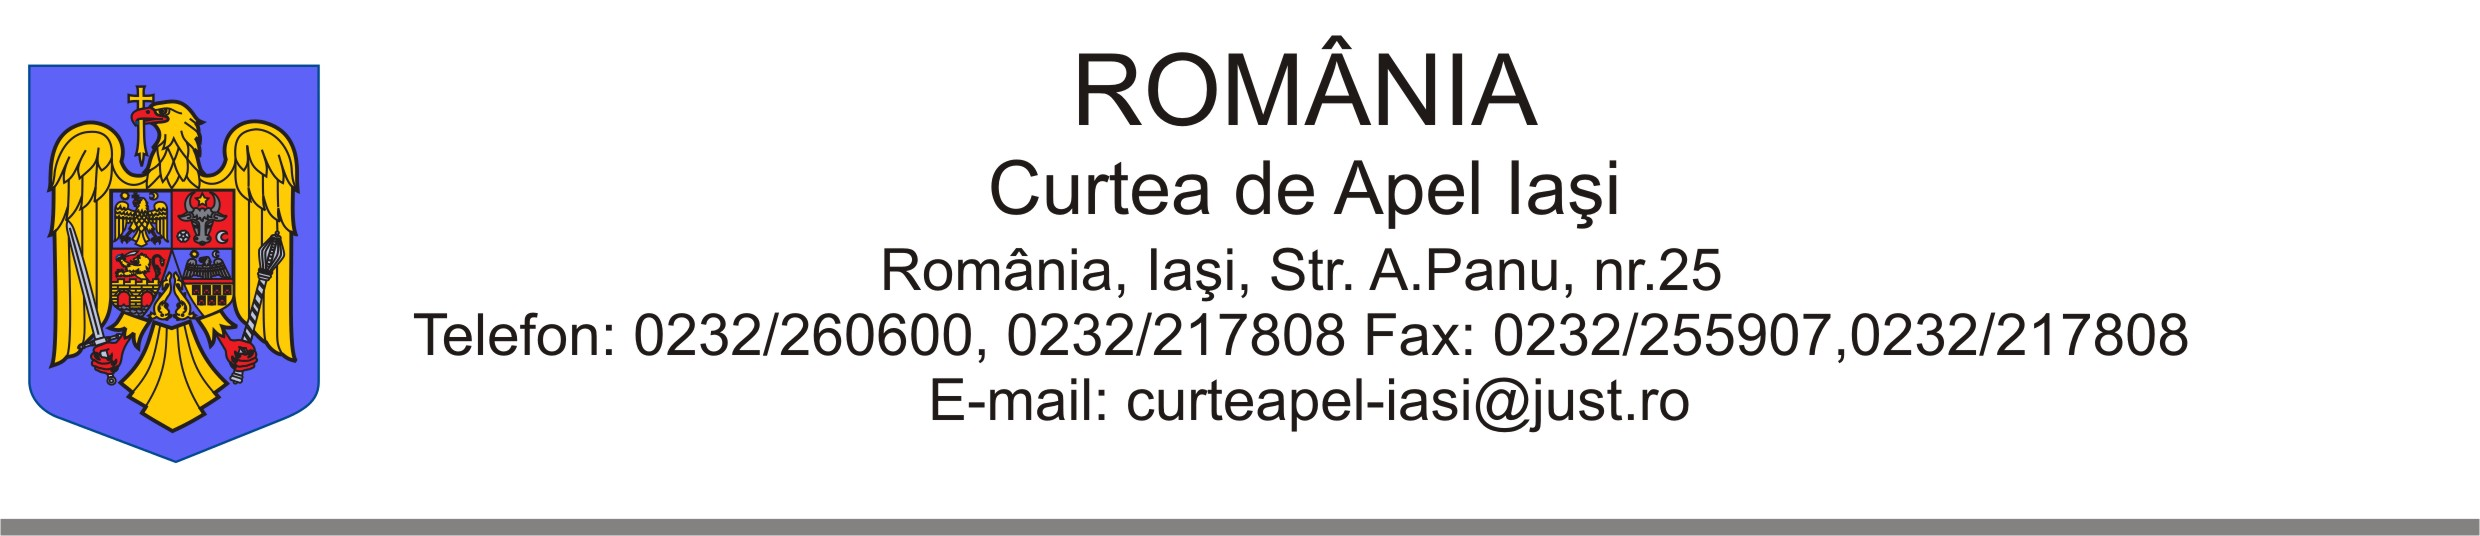 ROMÂNIA
Curtea de Apel Iaşi
România, Iaşi, Str. A.Panu, nr.25
Telefon: 0232/260600, 0232/217808 Fax: 0232/255907,0232/217808
E-mail: curteapel-iasi@just.ro